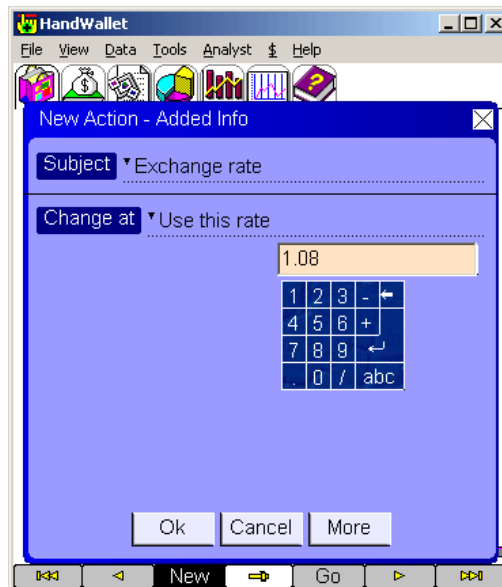 HandWallet
File View Data Tools Analyst $ Help
$ ?
New Action - Added Info
Subject Exchange rate
Change at Use this rate
1.08
1 2 3 -
4 5 6 +
7 8 9
. 0 / abc
Ok Cancel More
New Go